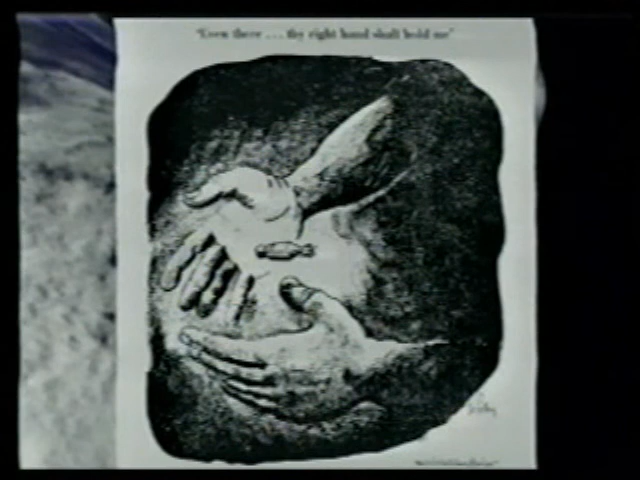 "Even there . . . thy right hand shall hold me"